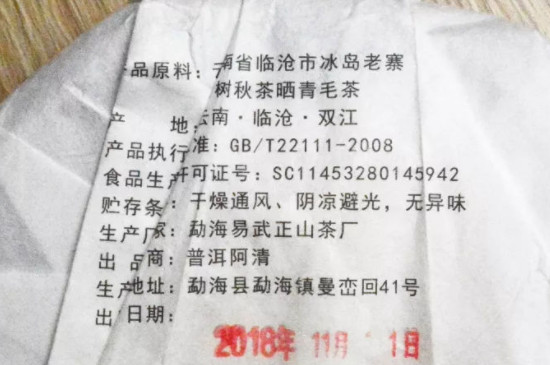 品原料：云南省临沧市冰岛老寨
树秋茶晒青毛茶
产 地：云南·临沧·双江
产品执行 准：GB/T22111-2008
食品生产许可证号：SC11453280145942
贮存条 ：干燥通风、阴凉避光，无异味
生产厂家：勐海易武正山茶厂
出品商：普洱阿清
生产地址：勐海县勐海镇曼峦回41号
出 日期：
2018年 11月 1日